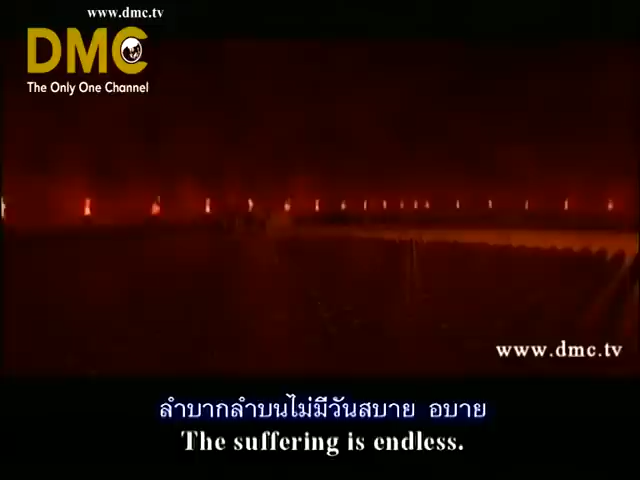 www.dmc.tv
DMC
The Only One Channel
www.dmc.tv
ลำบากลำบนไม่มีวันสบาย อบาย
The suffering is endless.